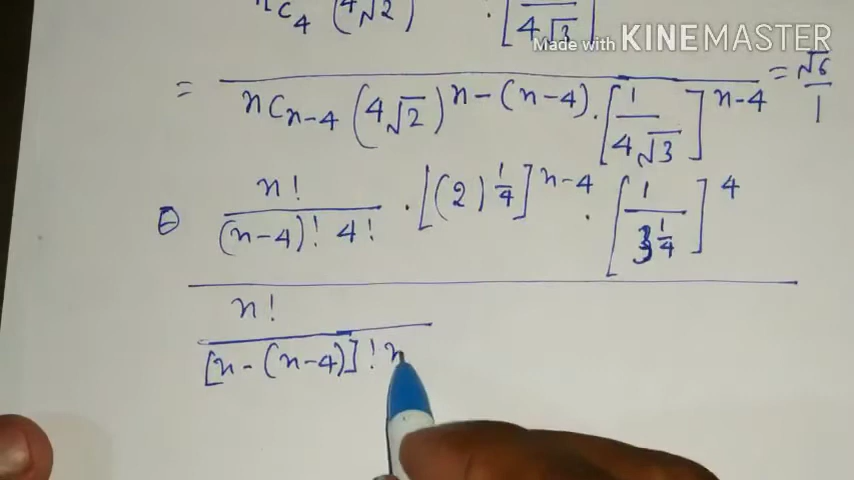 nC₄ (4√2) · [ /4√3]
Made with KINEMASTER
= nCₙ₋₄ (4√2)ⁿ⁻⁽ⁿ⁻⁴⁾ · [1/4√3]ⁿ⁻⁴ = √6/1
n!/(n-4)! 4! · [(2)^1/4]ⁿ⁻⁴ · [1/3^1/4]⁴
n!
[n-(n-4)]! n